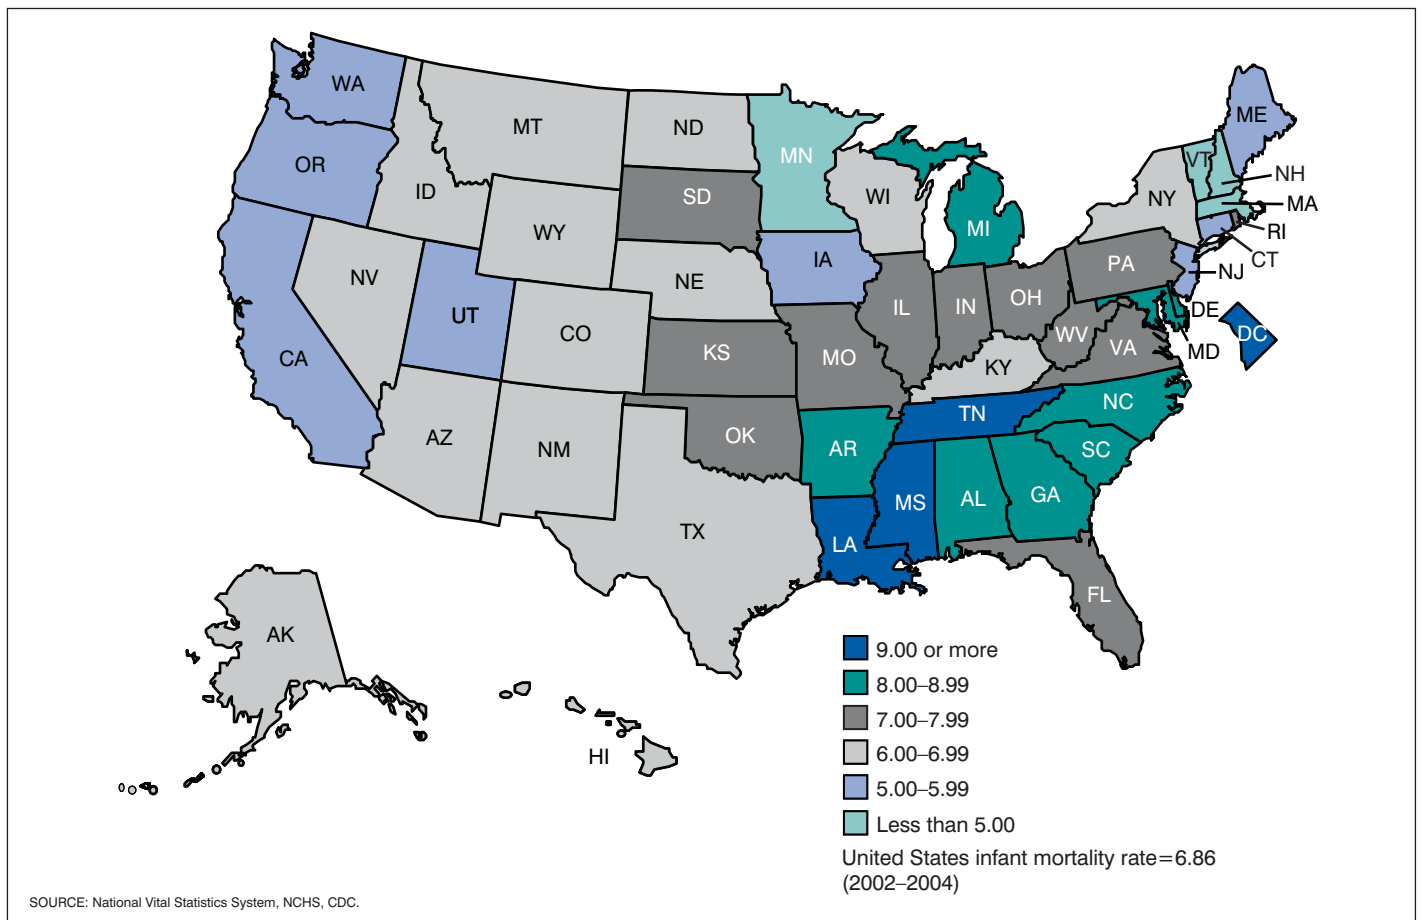 WA
MT
ND
MN
ME
OR
ID
SD
WI
MI
VT
NH
NY
MA
RI
CT
WY
IA
PA
NJ
NV
NE
IL
IN
OH
DE
UT
CO
KS
MO
WV
VA
DC
MD
CA
KY
AZ
NM
OK
AR
TN
NC
SC
MS
AL
GA
TX
LA
FL
AK
HI
9.00 or more
8.00–8.99
7.00–7.99
6.00–6.99
5.00–5.99
Less than 5.00
United States infant mortality rate=6.86
(2002–2004)
SOURCE: National Vital Statistics System, NCHS, CDC.